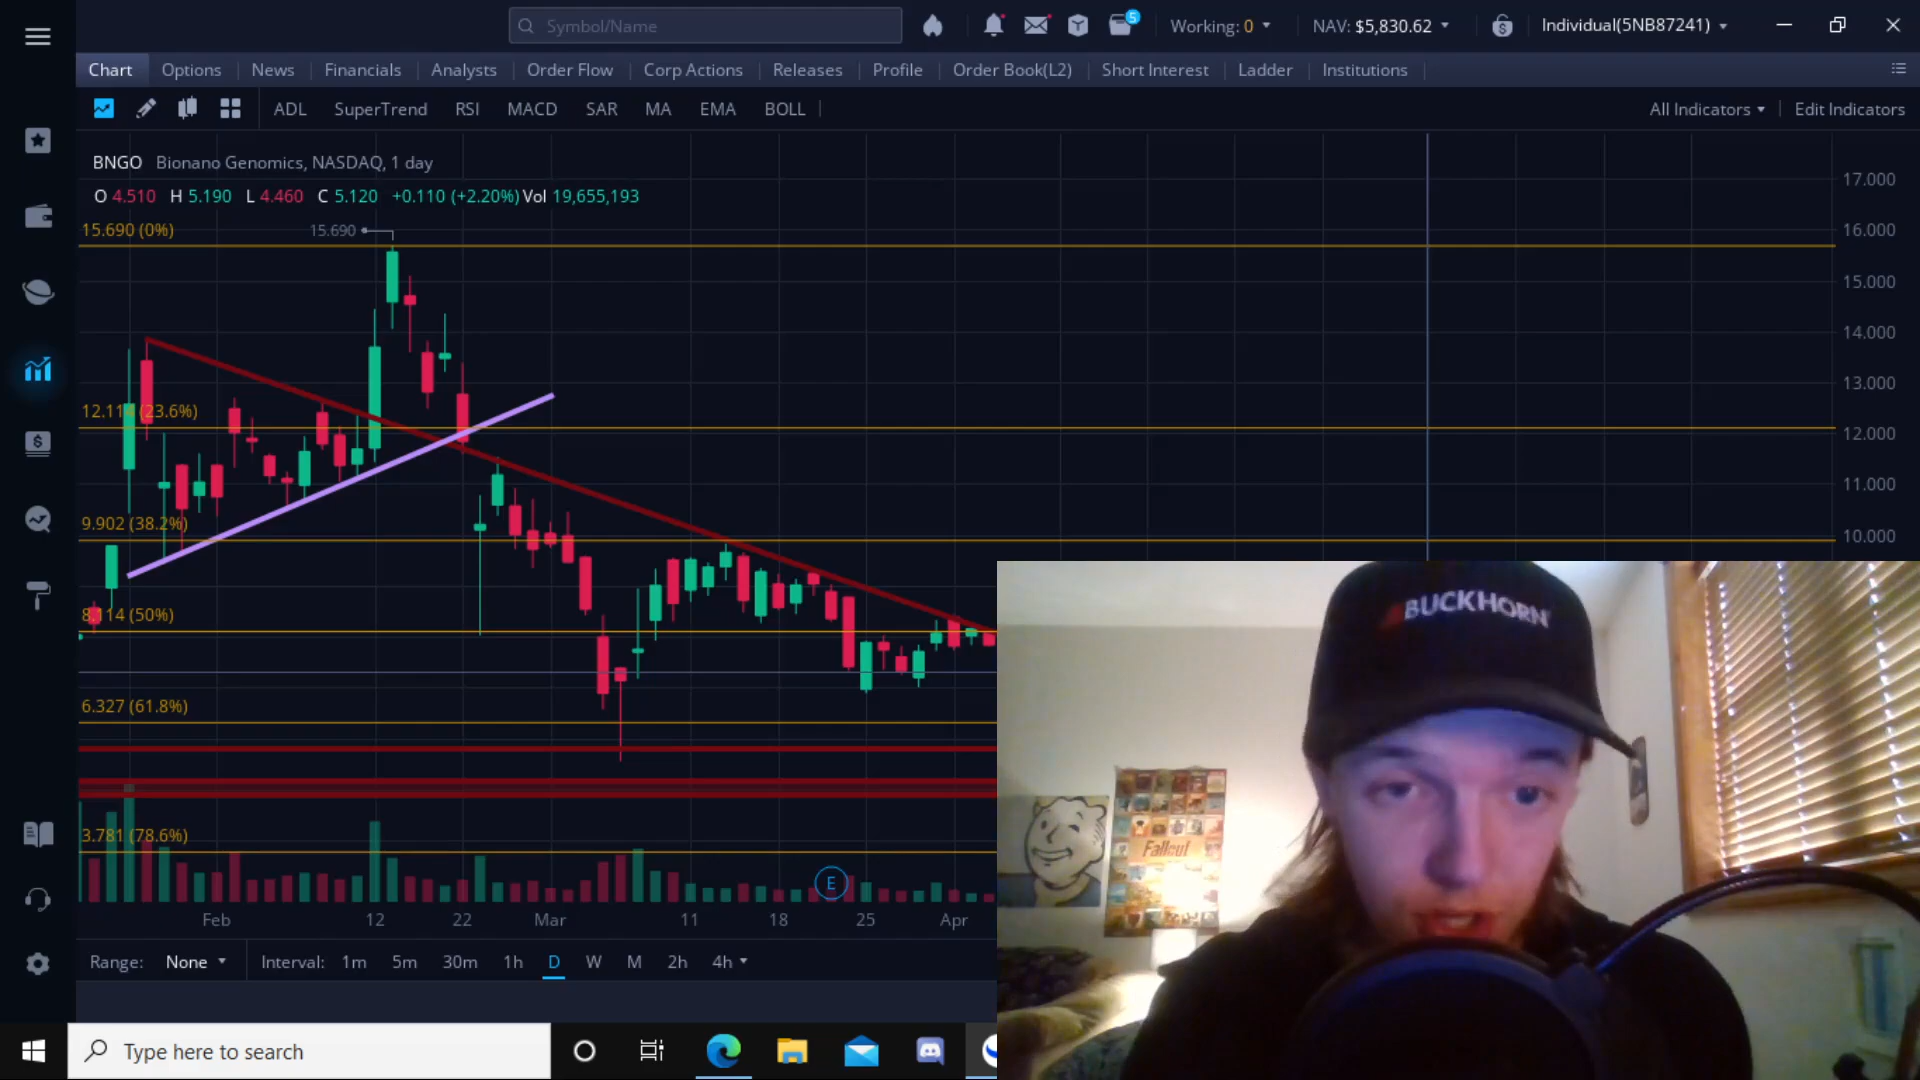 Symbol/Name
5
Working: 0
NAV: $5,830.62
Individual(5NB87241)
Chart Options News Financials Analysts Order Flow Corp Actions Releases Profile Order Book(L2) Short Interest Ladder Institutions
ADL SuperTrend RSI MACD SAR MA EMA BOLL
All Indicators Edit Indicators
BNGO Bionano Genomics, NASDAQ, 1 day
O 4.510 H 5.190 L 4.460 C 5.120 +0.110 (+2.20%) Vol 19,655,193
17.000
15.690 (0%)
15.690
16.000
15.000
14.000
13.000
12.114 (23.6%)
12.000
11.000
9.902 (38.2%)
10.000
8.114 (50%)
6.327 (61.8%)
3.781 (78.6%)
E
Feb 12 22 Mar 11 18 25 Apr
Range: None Interval: 1m 5m 30m 1h D W M 2h 4h
Type here to search
BUCKHORN
Fallout